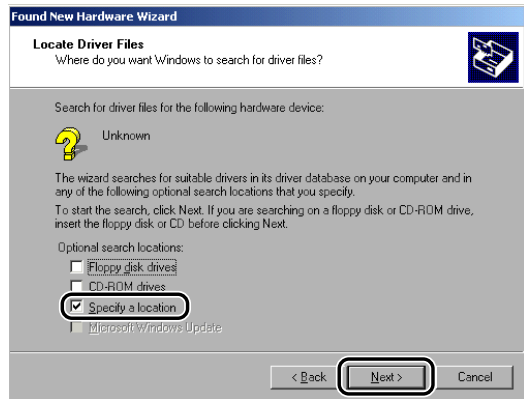 Found New Hardware Wizard
Locate Driver Files
Where do you want Windows to search for driver files?
Search for driver files for the following hardware device:
Unknown
The wizard searches for suitable drivers in its driver database on your computer and in
any of the following optional search locations that you specify.
To start the search, click Next. If you are searching on a floppy disk or CD-ROM drive,
insert the floppy disk or CD before clicking Next.
Optional search locations:
Floppy disk drives
CD-ROM drives
Specify a location
Microsoft Windows Update
< Back Next > Cancel